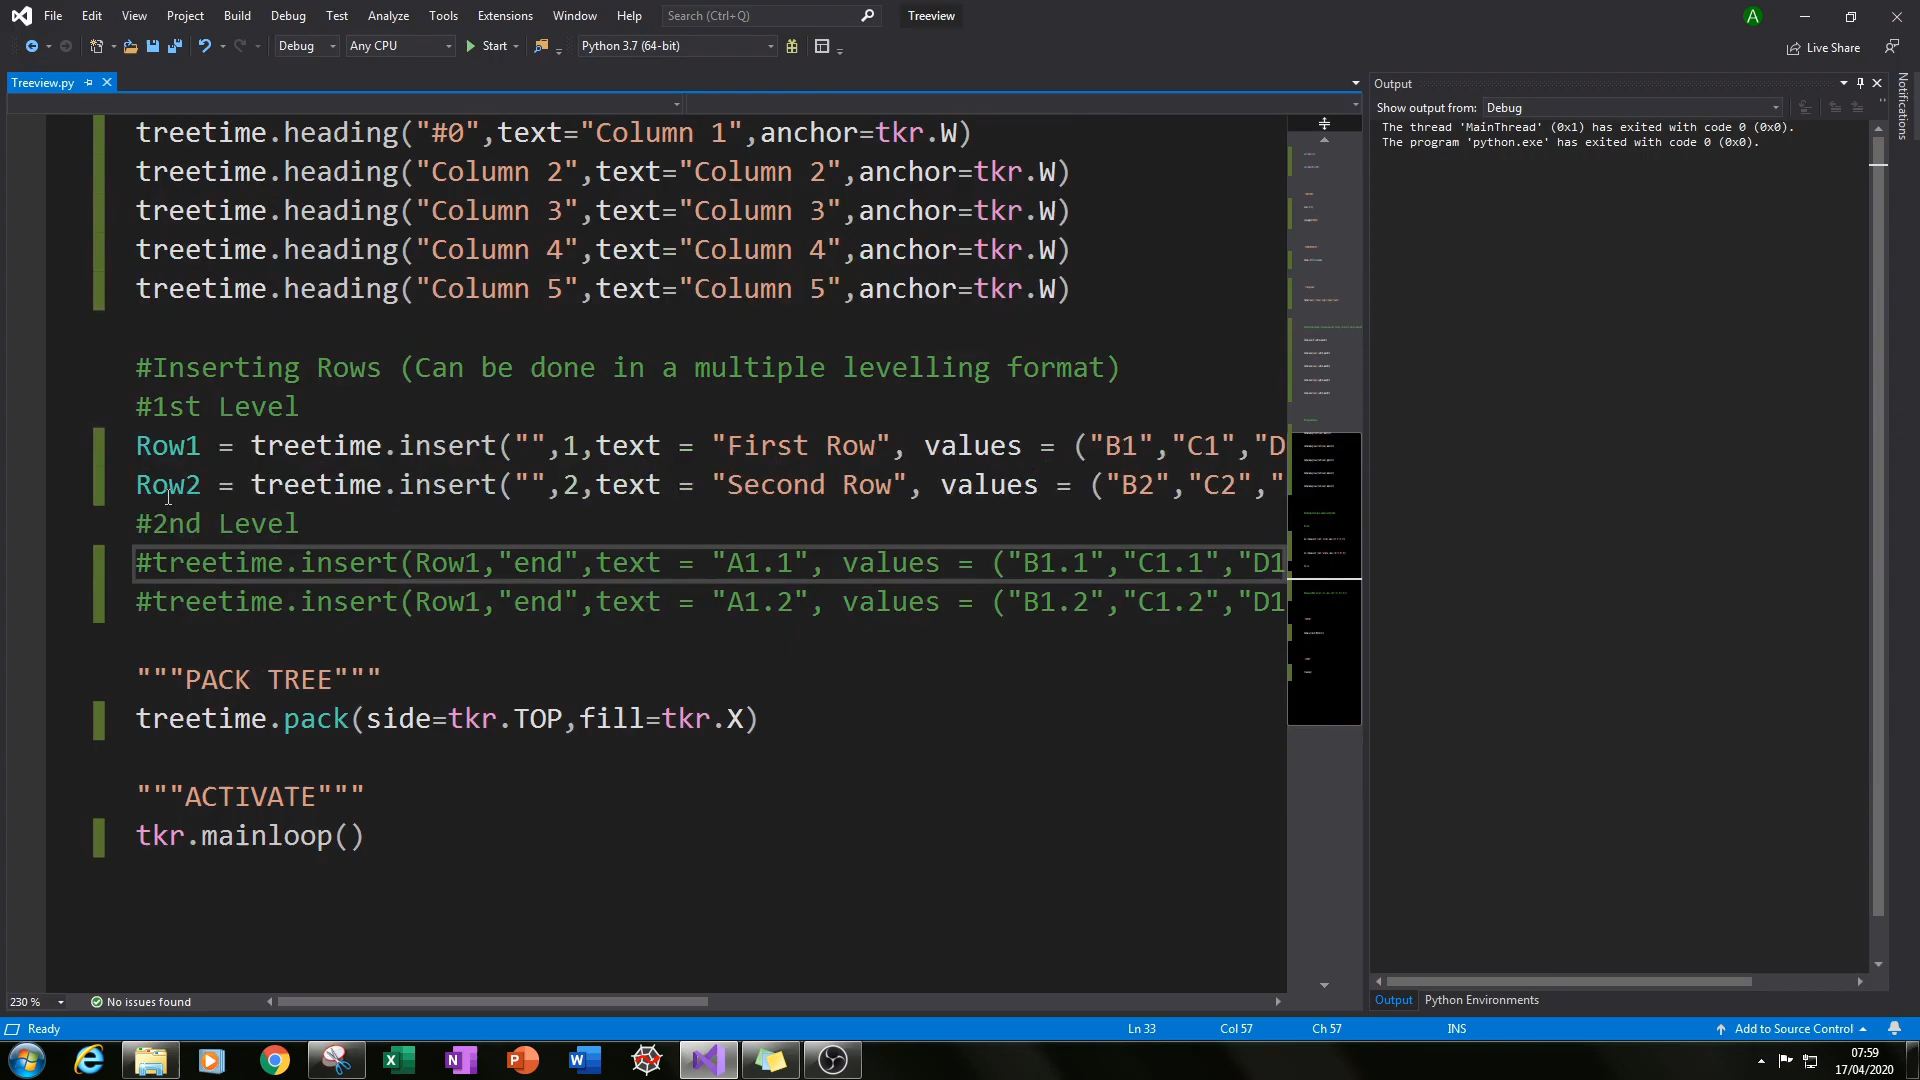 File Edit View Project Build Debug Test Analyze Tools Extensions Window Help Search (Ctrl+Q) Treeview A
Debug Any CPU Start Python 3.7 (64-bit) Live Share
Treeview.py
Output
Show output from: Debug
The thread 'MainThread' (0x1) has exited with code 0 (0x0).
The program 'python.exe' has exited with code 0 (0x0).
Notifications
treetime.heading("#0",text="Column 1",anchor=tkr.W)
treetime.heading("Column 2",text="Column 2",anchor=tkr.W)
treetime.heading("Column 3",text="Column 3",anchor=tkr.W)
treetime.heading("Column 4",text="Column 4",anchor=tkr.W)
treetime.heading("Column 5",text="Column 5",anchor=tkr.W)
#Inserting Rows (Can be done in a multiple levelling format)
#1st Level
Row1 = treetime.insert("",1,text = "First Row", values = ("B1","C1","D
Row2 = treetime.insert("",2,text = "Second Row", values = ("B2","C2","
#2nd Level
#treetime.insert(Row1,"end",text = "A1.1", values = ("B1.1","C1.1","D1
#treetime.insert(Row1,"end",text = "A1.2", values = ("B1.2","C1.2","D1
"""PACK TREE"""
treetime.pack(side=tkr.TOP,fill=tkr.X)
"""ACTIVATE"""
tkr.mainloop()
230 % No issues found
Output Python Environments
Ready Ln 33 Col 57 Ch 57 INS Add to Source Control
07:59
17/04/2020